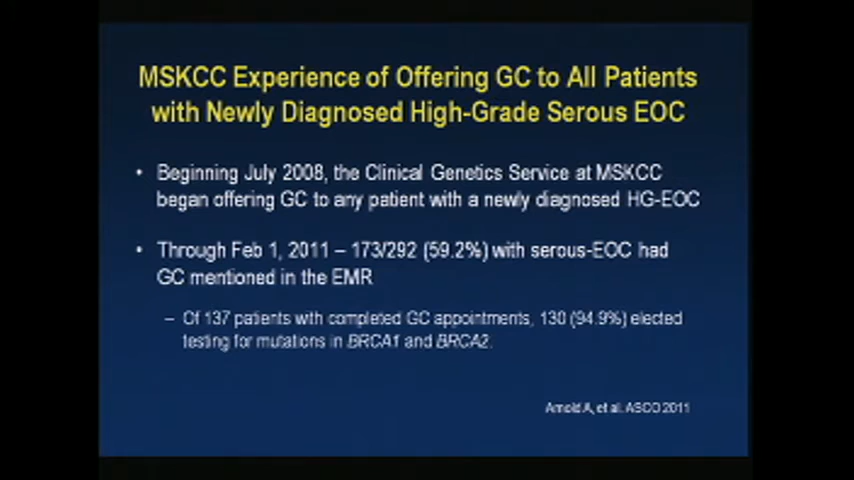 MSKCC Experience of Offering GC to All Patients
with Newly Diagnosed High-Grade Serous EOC
• Beginning July 2008, the Clinical Genetics Service at MSKCC
began offering GC to any patient with a newly diagnosed HG-EOC
• Through Feb 1, 2011 – 173/292 (59.2%) with serous-EOC had
GC mentioned in the EMR
– Of 137 patients with completed GC appointments, 130 (94.9%) elected
testing for mutations in BRCA1 and BRCA2.
Arnold A, et al. ASCO 2011